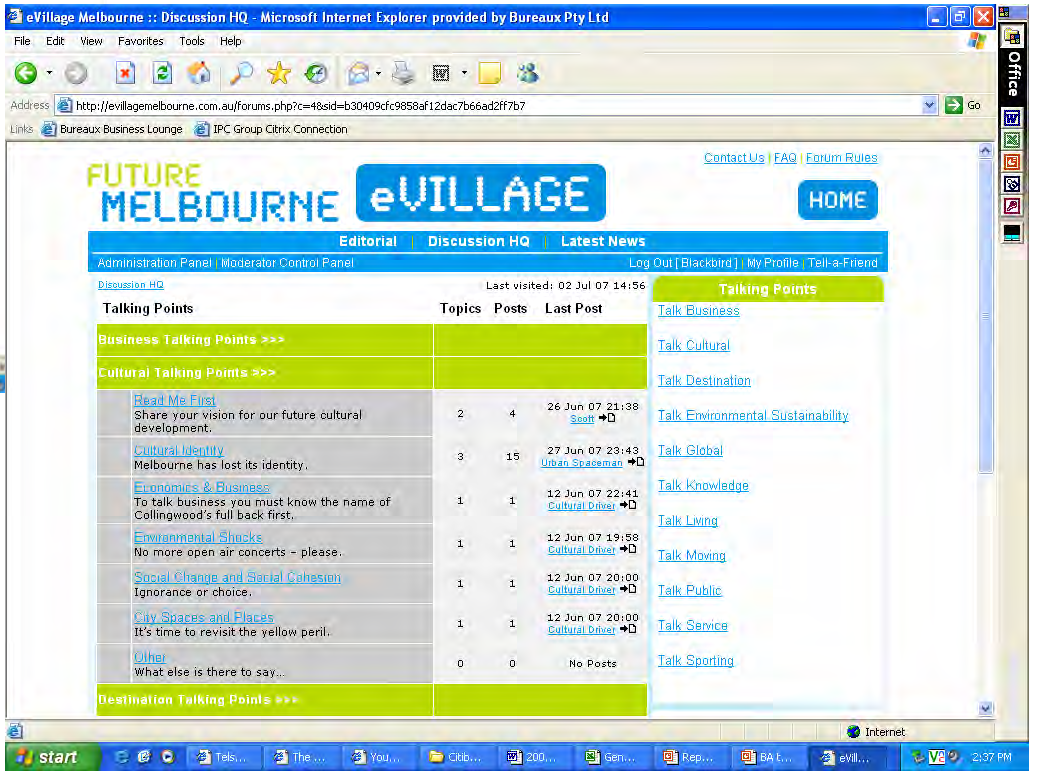 eVillage Melbourne :: Discussion HQ - Microsoft Internet Explorer provided by Bureaux Pty Ltd
File Edit View Favorites Tools Help
Office
Address http://evillagemelbourne.com.au/forums.php?c=4&sid=b30409cfc9858af12dac7b66ad2ff7b7 Go
Links Bureaux Business Lounge IPC Group Citrix Connection
Contact Us | FAQ | Forum Rules
FUTURE
MELBOURNE eVILLAGE HOME
Editorial | Discussion HQ | Latest News
Administration Panel | Moderator Control Panel Log Out [ Blackbird ] | My Profile | Tell-a-Friend
Discussion HQ Last visited: 02 Jul 07 14:56
Talking Points Topics Posts Last Post
Business Talking Points >>>
Cultural Talking Points >>>
Read Me First
Share your vision for our future cultural
development.
2 4 26 Jun 07 21:38
Scott
Cultural Identity
Melbourne has lost its identity.
3 15 27 Jun 07 23:43
Urban Spaceman
Economics & Business
To talk business you must know the name of
Collingwood's full back first.
1 1 12 Jun 07 22:41
Cultural Driver
Environmental Shocks
No more open air concerts - please.
1 1 12 Jun 07 19:58
Cultural Driver
Social Change and Social Cohesion
Ignorance or choice.
1 1 12 Jun 07 20:00
Cultural Driver
City Spaces and Places
It's time to revisit the yellow peril.
1 1 12 Jun 07 20:00
Cultural Driver
Other
What else is there to say...
0 0 No Posts
Destination Talking Points >>>
Talking Points
Talk Business
Talk Cultural
Talk Destination
Talk Environmental Sustainability
Talk Global
Talk Knowledge
Talk Living
Talk Moving
Talk Public
Talk Service
Talk Sporting
Internet
start Tels... The ... You... Citib... 200... Gen... Rep... BA t... eVill... 2:37 PM